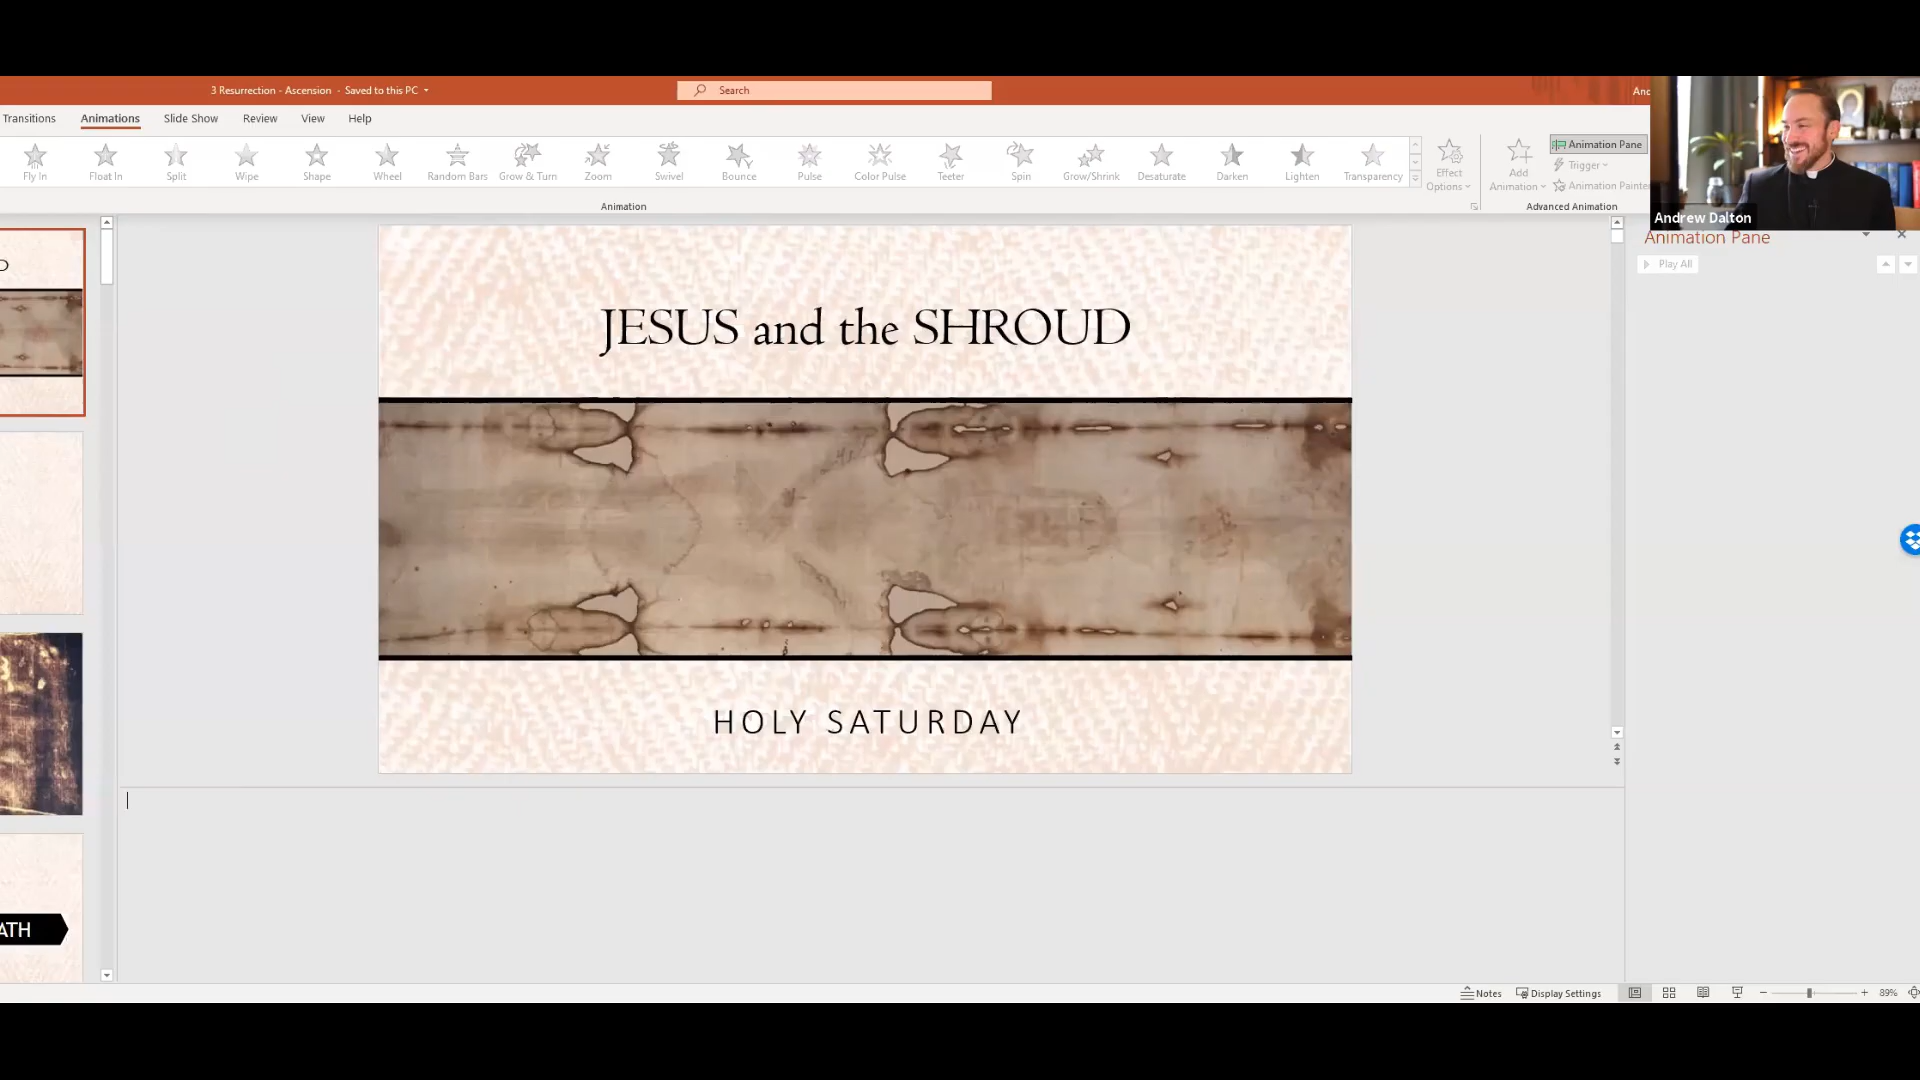 3 Resurrection - Ascension · Saved to this PC
Search
Transitions Animations Slide Show Review View Help
Fly In Float In Split Wipe Shape Wheel Random Bars Grow & Turn Zoom Swivel Bounce Pulse Color Pulse Teeter Spin Grow/Shrink Desaturate Darken Lighten Transparency
Effect Options
Add Animation
Animation Pane
Trigger
Animation Painter
Animation
Advanced Animation
Andrew Dalton
Animation Pane
Play All
JESUS and the SHROUD
HOLY SATURDAY
ATH
Notes Display Settings 89%